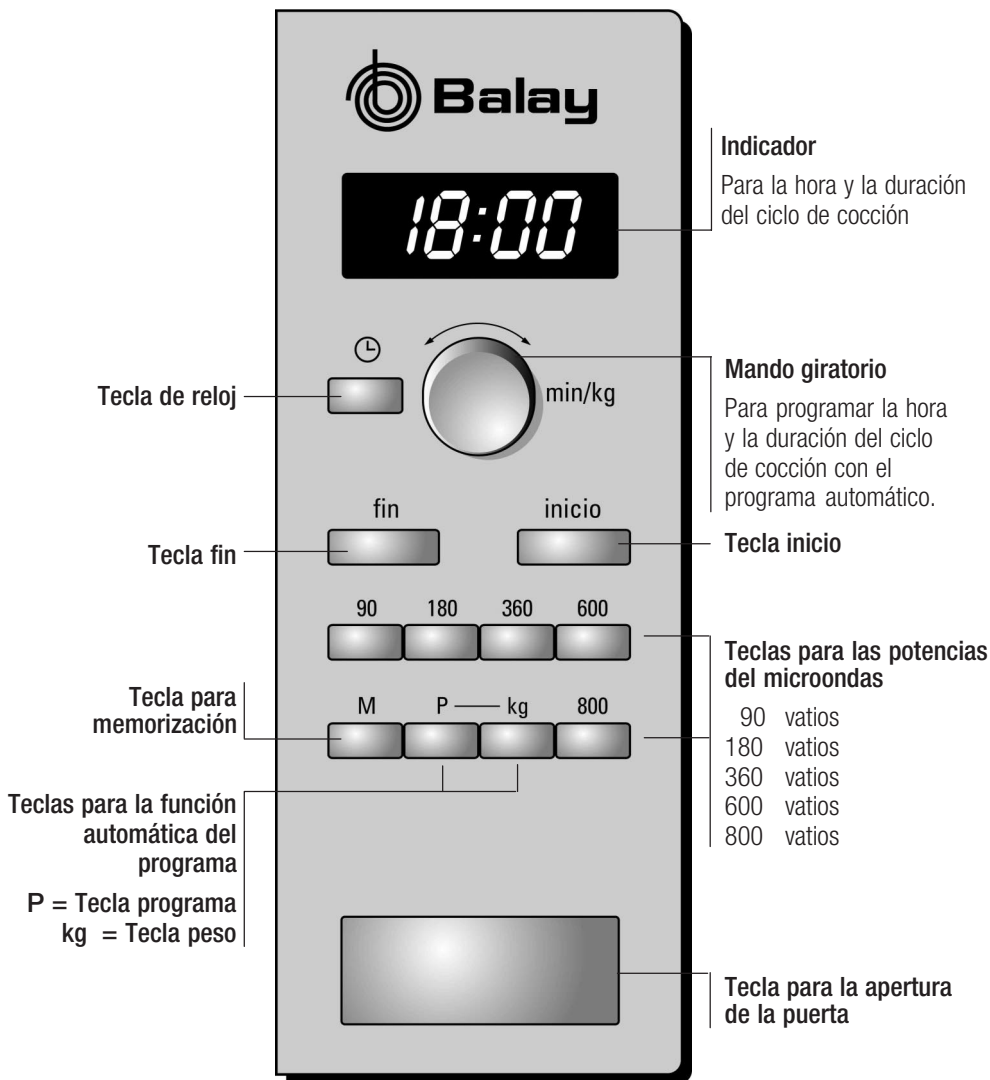 Balay
18:00
Indicador
Para la hora y la duración
del ciclo de cocción
Tecla de reloj
min/kg
Mando giratorio
Para programar la hora
y la duración del ciclo
de cocción con el
programa automático.
fin
inicio
Tecla fin
Tecla inicio
90 180 360 600
Teclas para las potencias
del microondas
90 vatios
180 vatios
360 vatios
600 vatios
800 vatios
Tecla para
memorización
M P kg 800
Teclas para la función
automática del
programa
P = Tecla programa
kg = Tecla peso
Tecla para la apertura
de la puerta